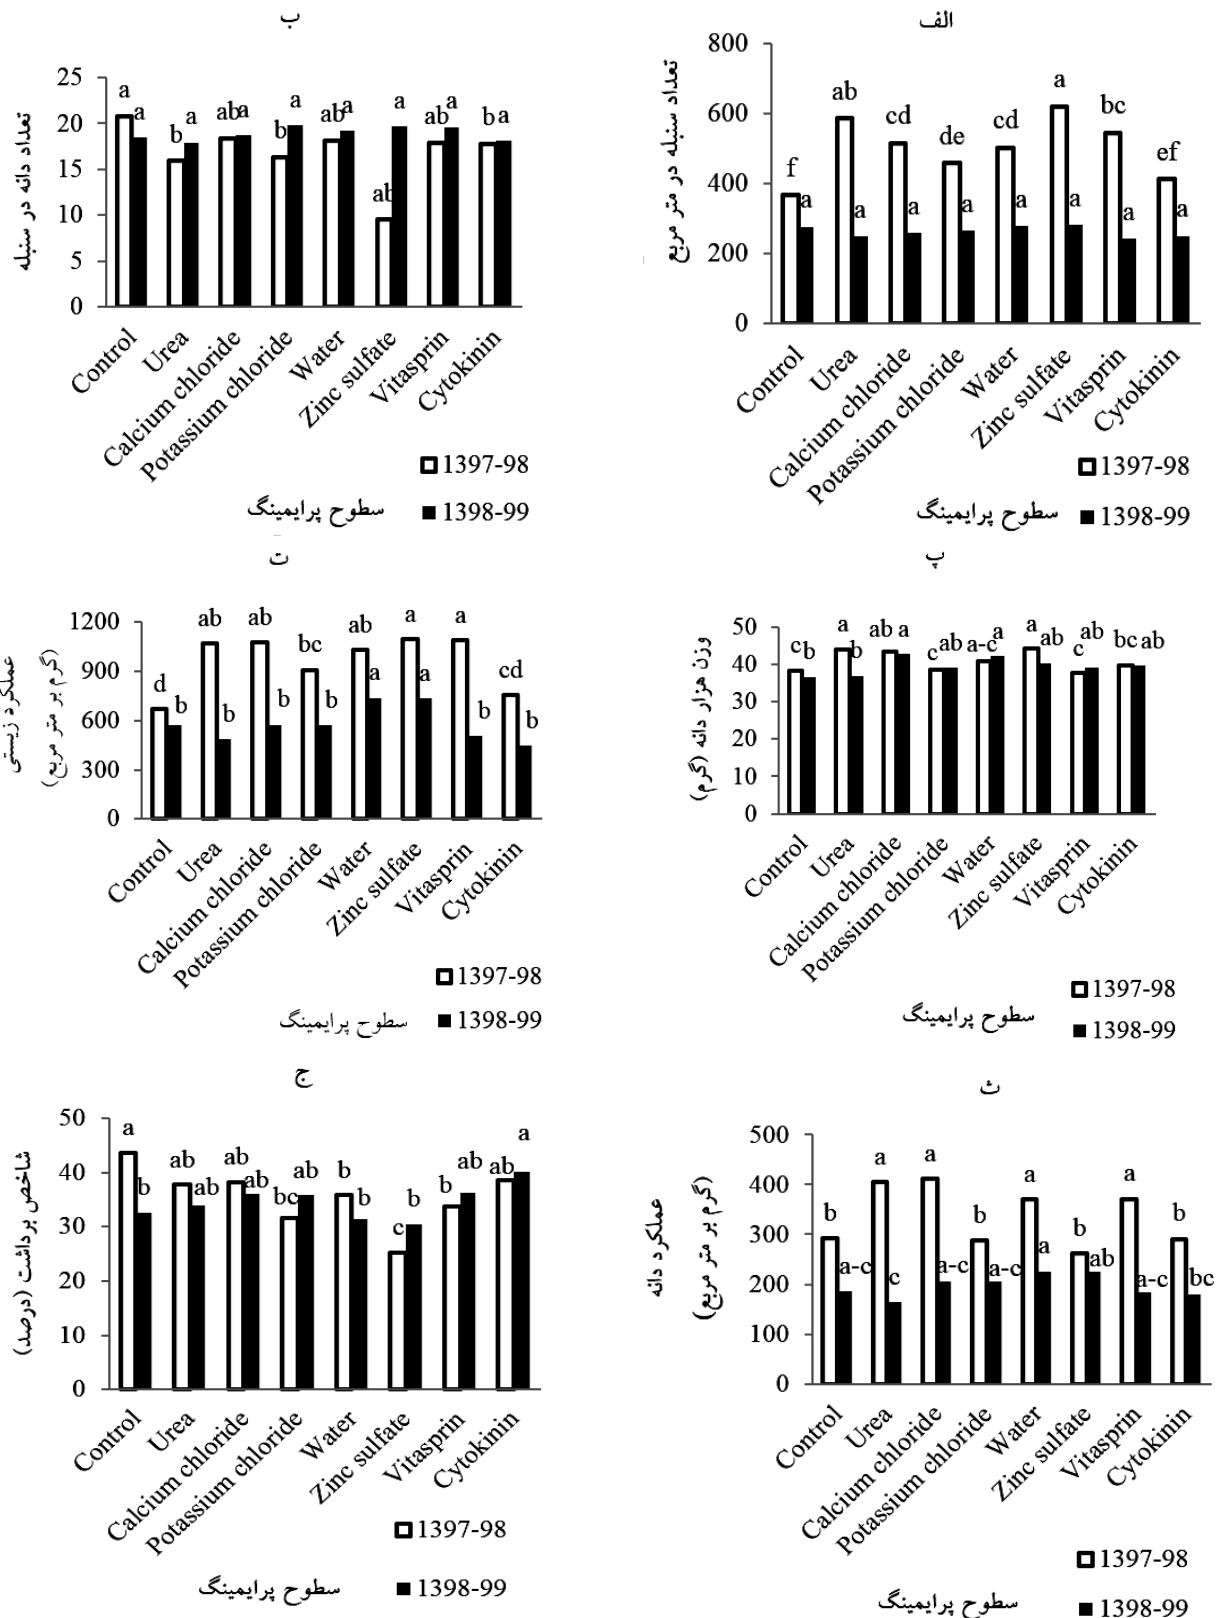 الف
تعداد سنبله در متر مربع
800
600
400
200
0
f a ab a cd a de a cd a a a bc a ef a
Control Urea Calcium chloride Potassium chloride Water Zinc sulfate Vitasprin Cytokinin
1397-98
سطوح پرایمینگ 1398-99
ب
تعداد دانه در سنبله
25
20
15
10
5
0
a a b a ab a b a ab a ab a ab a b a
Control Urea Calcium chloride Potassium chloride Water Zinc sulfate Vitasprin Cytokinin
1397-98
سطوح پرایمینگ 1398-99
پ
وزن هزار دانه (گرم)
50
40
30
20
10
0
c b a b ab a c ab a-c a a ab c ab bc ab
Control Urea Calcium chloride Potassium chloride Water Zinc sulfate Vitasprin Cytokinin
1397-98
سطوح پرایمینگ 1398-99
ت
عملکرد زیستی
(گرم بر متر مربع)
1200
900
600
300
0
d b ab b ab b bc b ab a a a a b cd b
Control Urea Calcium chloride Potassium chloride Water Zinc sulfate Vitasprin Cytokinin
1397-98
سطوح پرایمینگ 1398-99
ث
عملکرد دانه
(گرم بر متر مربع)
500
400
300
200
100
0
b a-c a c a a-c b a-c a a b ab a a-c b bc
Control Urea Calcium chloride Potassium chloride Water Zinc sulfate Vitasprin Cytokinin
1397-98
سطوح پرایمینگ 1398-99
ج
شاخص برداشت (درصد)
50
40
30
20
10
0
a b ab ab ab ab bc ab b b c b b ab ab a
Control Urea Calcium chloride Potassium chloride Water Zinc sulfate Vitasprin Cytokinin
1397-98
سطوح پرایمینگ 1398-99